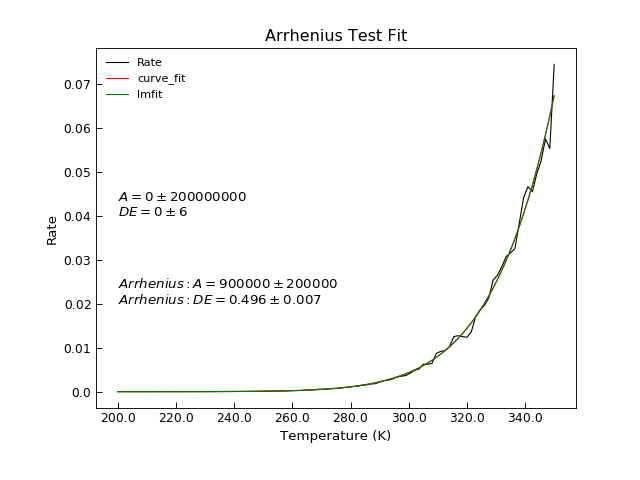 Arrhenius Test Fit
Rate
curve_fit
lmfit
0.07
0.06
0.05
0.04
0.03
0.02
0.01
0.0
Rate
A = 0 ± 200000000
DE = 0 ± 6
Arrhenius : A = 900000 ± 200000
Arrhenius : DE = 0.496 ± 0.007
200.0 220.0 240.0 260.0 280.0 300.0 320.0 340.0
Temperature (K)